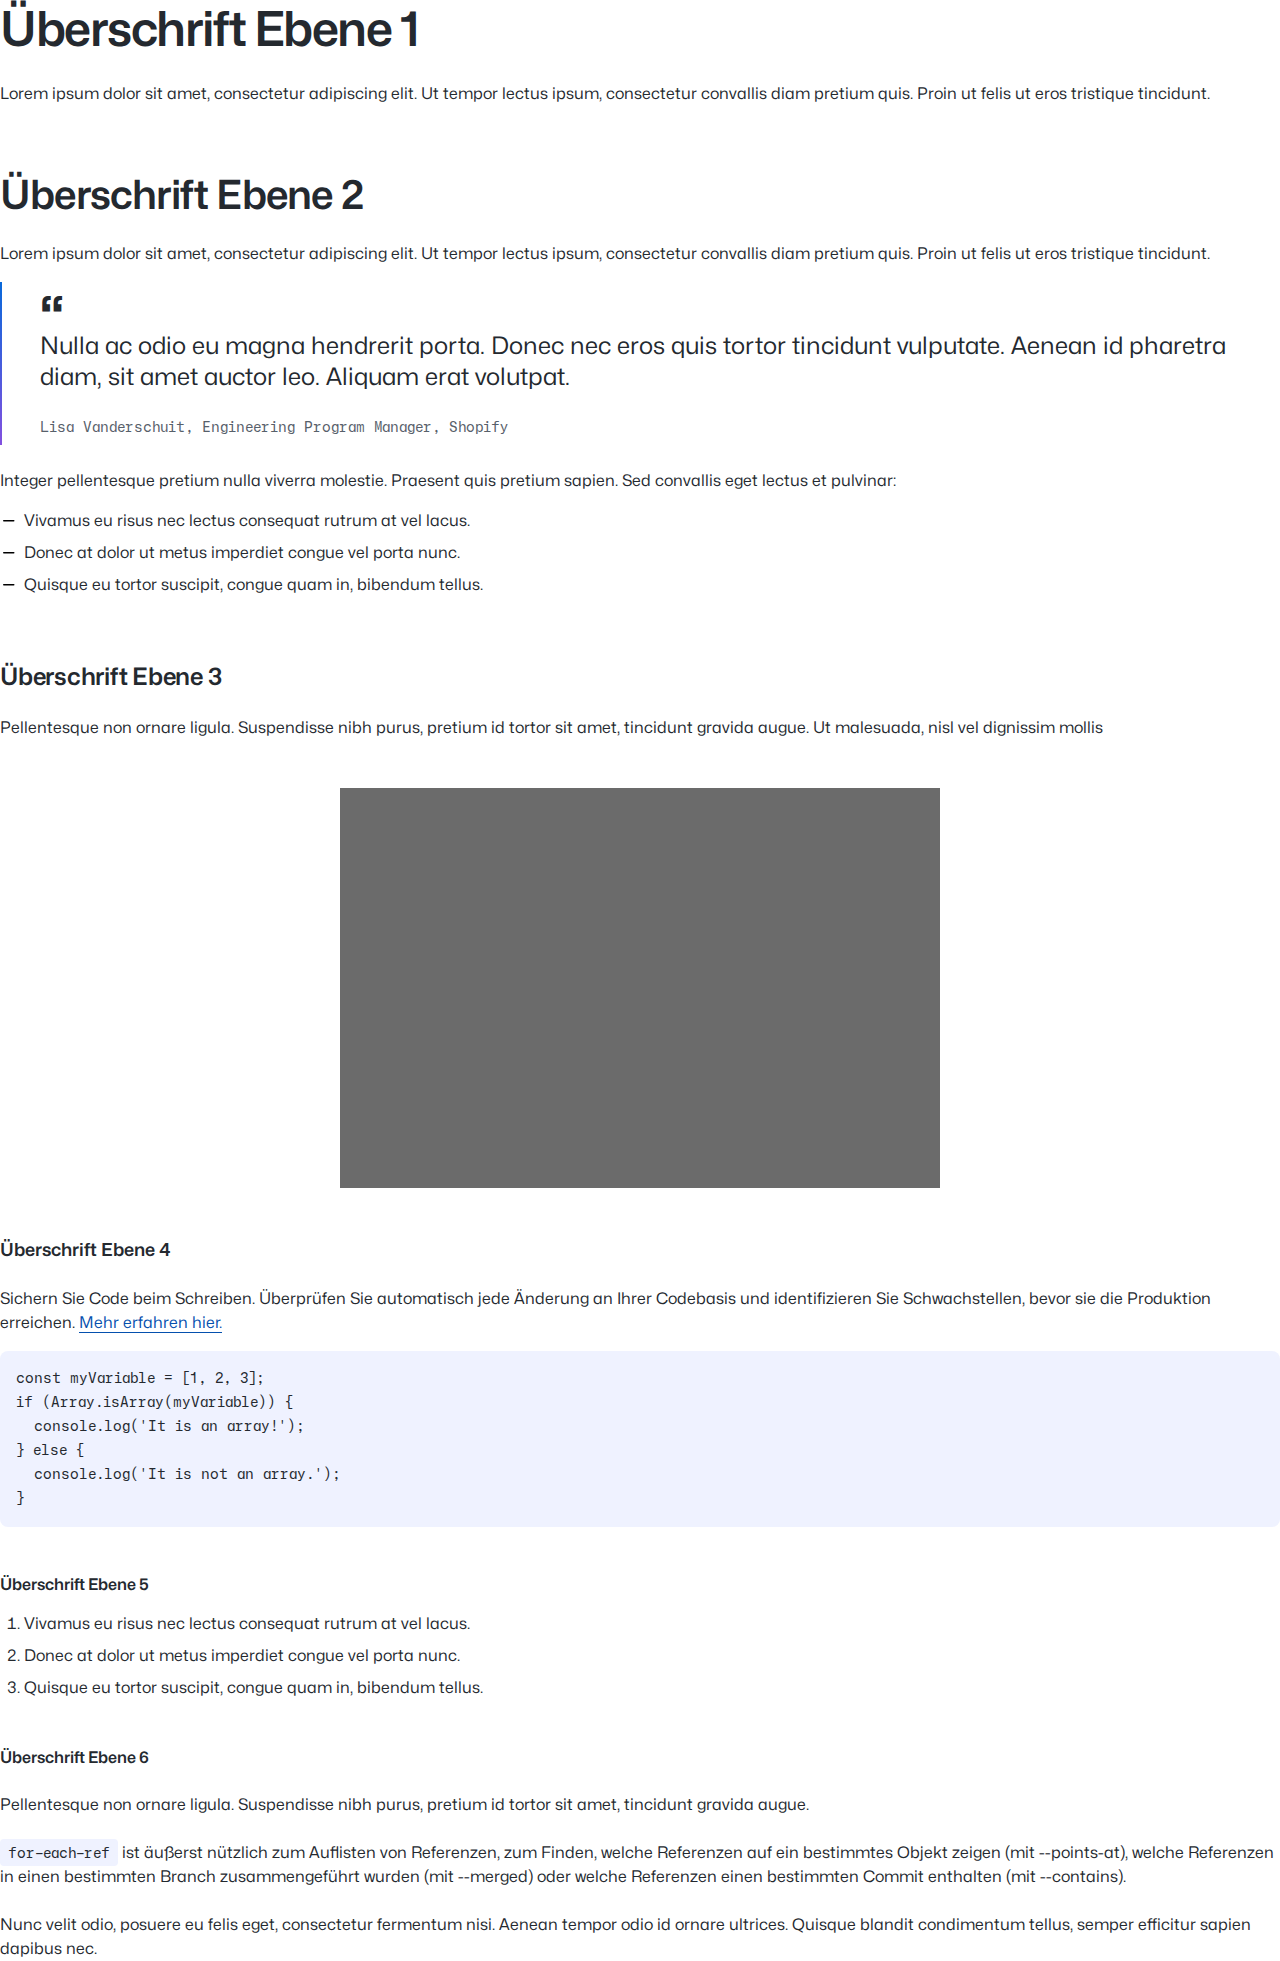 Überschrift Ebene 1
Lorem ipsum dolor sit amet, consectetur adipiscing elit. Ut tempor lectus ipsum, consectetur convallis diam pretium quis. Proin ut felis ut eros tristique tincidunt.
Überschrift Ebene 2
Lorem ipsum dolor sit amet, consectetur adipiscing elit. Ut tempor lectus ipsum, consectetur convallis diam pretium quis. Proin ut felis ut eros tristique tincidunt.
“
Nulla ac odio eu magna hendrerit porta. Donec nec eros quis tortor tincidunt vulputate. Aenean id pharetra
diam, sit amet auctor leo. Aliquam erat volutpat.
Lisa Vanderschuit, Engineering Program Manager, Shopify
Integer pellentesque pretium nulla viverra molestie. Praesent quis pretium sapien. Sed convallis eget lectus et pulvinar:
— Vivamus eu risus nec lectus consequat rutrum at vel lacus.
— Donec at dolor ut metus imperdiet congue vel porta nunc.
— Quisque eu tortor suscipit, congue quam in, bibendum tellus.
Überschrift Ebene 3
Pellentesque non ornare ligula. Suspendisse nibh purus, pretium id tortor sit amet, tincidunt gravida augue. Ut malesuada, nisl vel dignissim mollis
Überschrift Ebene 4
Sichern Sie Code beim Schreiben. Überprüfen Sie automatisch jede Änderung an Ihrer Codebasis und identifizieren Sie Schwachstellen, bevor sie die Produktion
erreichen. Mehr erfahren hier.
const myVariable = [1, 2, 3];
if (Array.isArray(myVariable)) {
  console.log('It is an array!');
} else {
  console.log('It is not an array.');
}
Überschrift Ebene 5
1. Vivamus eu risus nec lectus consequat rutrum at vel lacus.
2. Donec at dolor ut metus imperdiet congue vel porta nunc.
3. Quisque eu tortor suscipit, congue quam in, bibendum tellus.
Überschrift Ebene 6
Pellentesque non ornare ligula. Suspendisse nibh purus, pretium id tortor sit amet, tincidunt gravida augue.
for-each-ref ist äußerst nützlich zum Auflisten von Referenzen, zum Finden, welche Referenzen auf ein bestimmtes Objekt zeigen (mit --points-at), welche Referenzen
in einen bestimmten Branch zusammengeführt wurden (mit --merged) oder welche Referenzen einen bestimmten Commit enthalten (mit --contains).
Nunc velit odio, posuere eu felis eget, consectetur fermentum nisi. Aenean tempor odio id ornare ultrices. Quisque blandit condimentum tellus, semper efficitur sapien
dapibus nec.